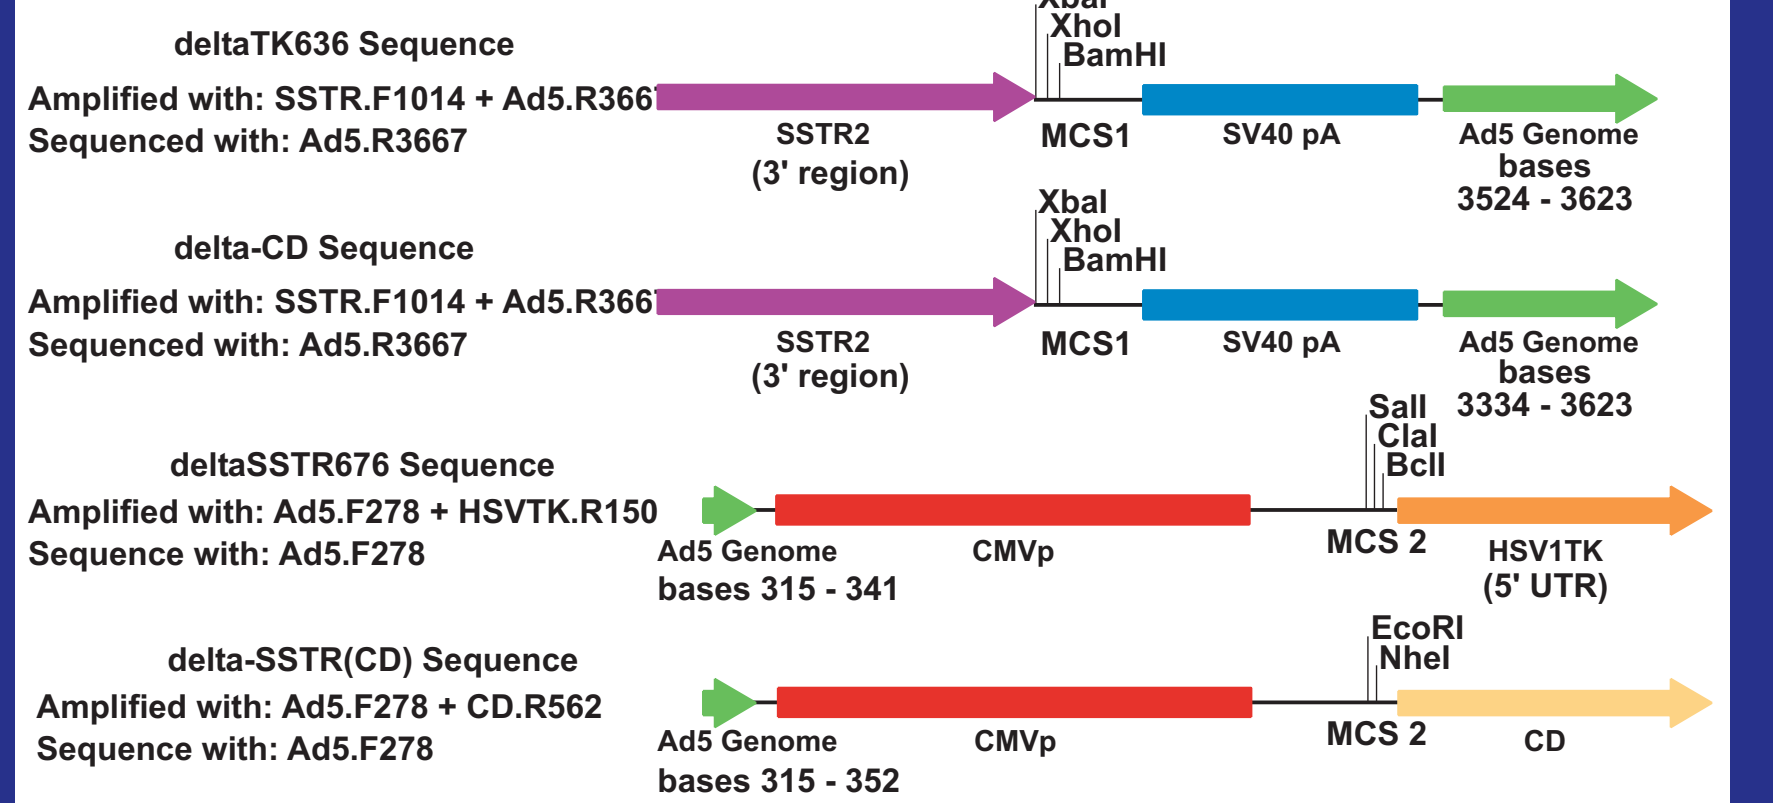 XbaI
XhoI
BamHI
deltaTK636 Sequence
Amplified with: SSTR.F1014 + Ad5.R3667
Sequenced with: Ad5.R3667
SSTR2
(3' region)
MCS1
SV40 pA
Ad5 Genome
bases
3524 - 3623
XbaI
XhoI
BamHI
delta-CD Sequence
Amplified with: SSTR.F1014 + Ad5.R3667
Sequenced with: Ad5.R3667
SSTR2
(3' region)
MCS1
SV40 pA
Ad5 Genome
bases
3334 - 3623
SalI
ClaI
BclI
deltaSSTR676 Sequence
Amplified with: Ad5.F278 + HSVTK.R150
Sequence with: Ad5.F278
Ad5 Genome
bases 315 - 341
CMVp
MCS 2
HSV1TK
(5' UTR)
EcoRI
NheI
delta-SSTR(CD) Sequence
Amplified with: Ad5.F278 + CD.R562
Sequence with: Ad5.F278
Ad5 Genome
bases 315 - 352
CMVp
MCS 2
CD